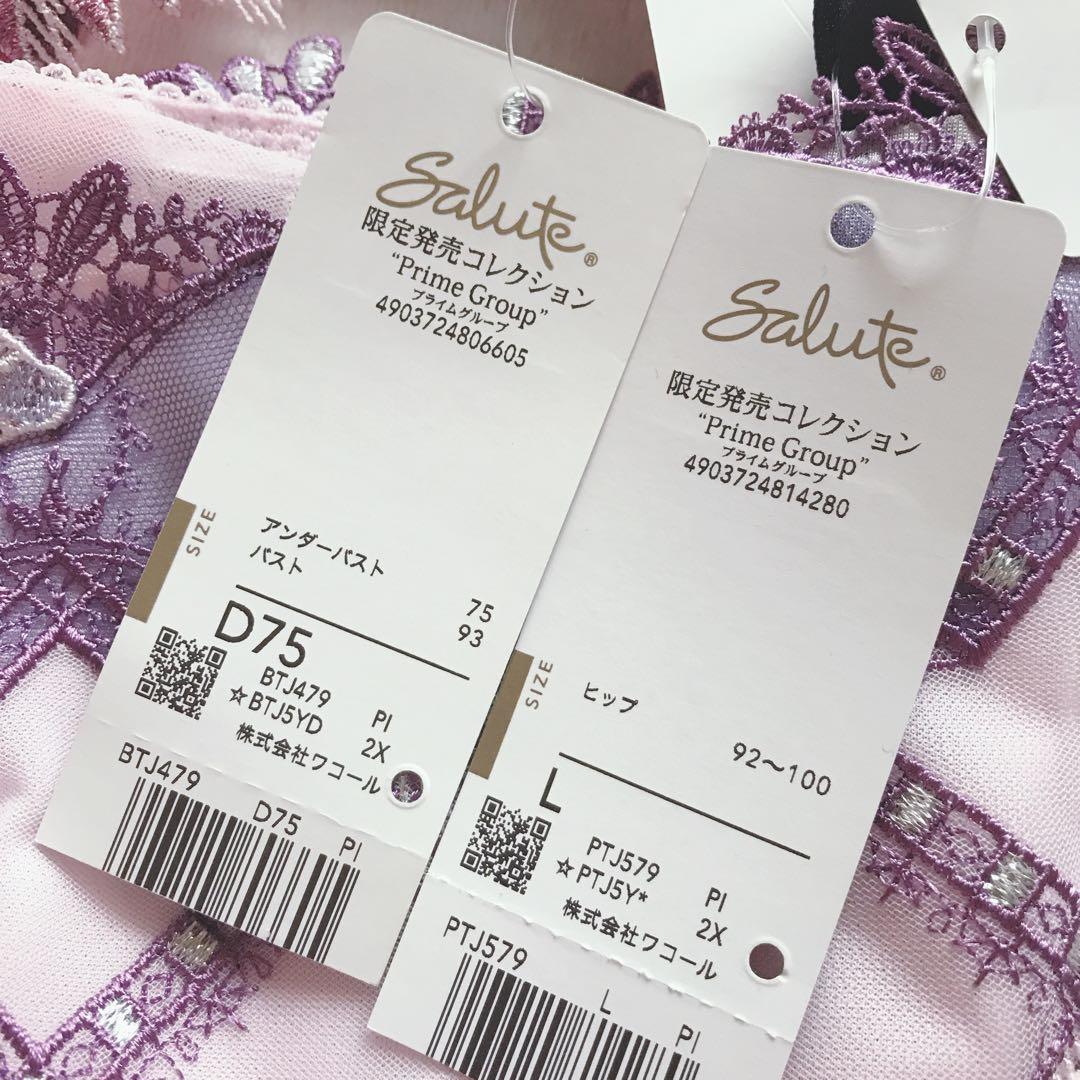 Salute®
限定発売コレクション
“Prime Group”
プライムグループ
4903724806605
SIZE
アンダーバスト 75
バスト 93
D75
BTJ479 PI
☆BTJ5YD 2X
株式会社ワコール
BTJ479
D75
PI
Salute®
限定発売コレクション
“Prime Group”
プライムグループ
4903724814280
SIZE
ヒップ 92〜100
L
PTJ579 PI
☆PTJ5Y* 2X
株式会社ワコール
PTJ579
L
PI